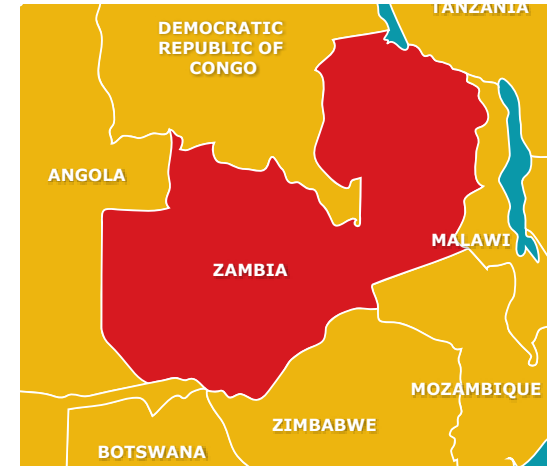 TANZANIA
DEMOCRATIC
REPUBLIC OF
CONGO
ANGOLA
MALAWI
ZAMBIA
MOZAMBIQUE
ZIMBABWE
BOTSWANA